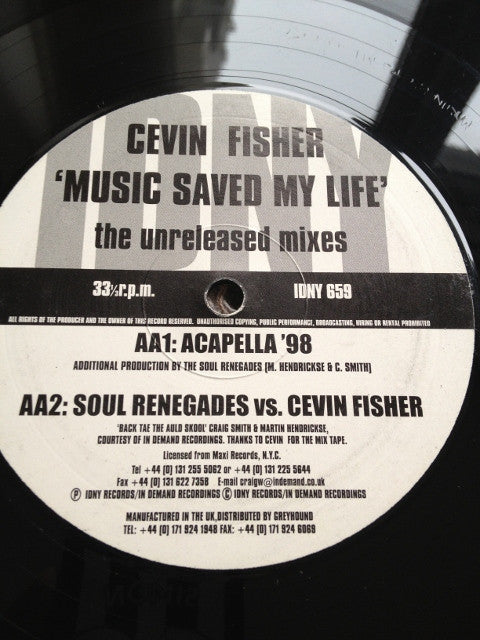 IDNY
CEVIN FISHER
'MUSIC SAVED MY LIFE'
the unreleased mixes
33⅓r.p.m. IDNY 659
ALL RIGHTS OF THE PRODUCER AND THE OWNER OF THIS RECORD RESERVED. UNAUTHORISED COPYING, PUBLIC PERFORMANCE, BROADCASTING, HIRING OR RENTAL PROHIBITED
AA1: ACAPELLA '98
ADDITIONAL PRODUCTION BY THE SOUL RENEGADES [M. HENDRICKSE & C. SMITH]
AA2: SOUL RENEGADES vs. CEVIN FISHER
'BACK TAE THE AULD SKOOL' CRAIG SMITH & MARTIN HENDRICKSE,
COURTESY OF IN DEMAND RECORDINGS. THANKS TO CEVIN FOR THE MIX TAPE.
Licensed from Maxi Records, N.Y.C.
Tel +44 (0) 131 255 5062 or +44 (0) 131 225 5644
Fax +44 (0) 131 622 7358 E-mail craigw@indemand.co.uk
Ⓟ IDNY RECORDS/IN DEMAND RECORDINGS Ⓒ IDNY RECORDS/IN DEMAND RECORDINGS
MANUFACTURED IN THE UK,DISTRIBUTED BY GREYHOUND
TEL: +44 (0) 171 924 1948 FAX: +44 (0) 171 924 6069